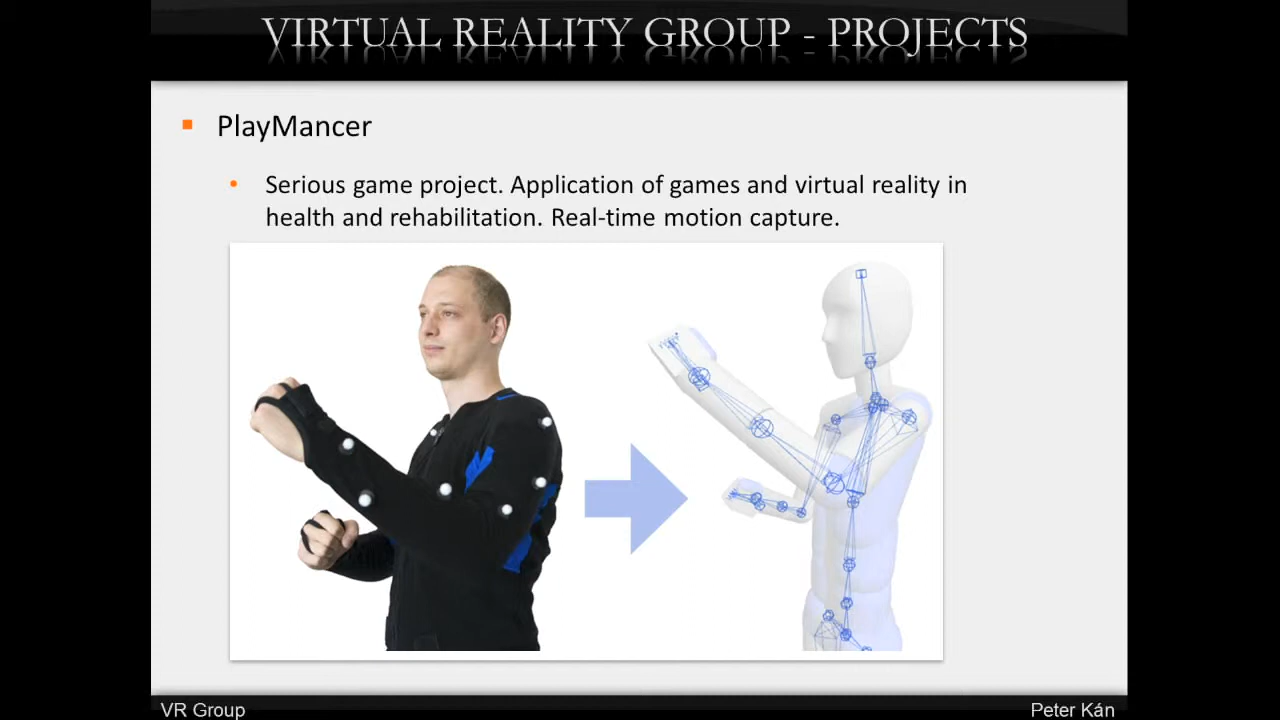 VIRTUAL REALITY GROUP - PROJECTS
PlayMancer
Serious game project. Application of games and virtual reality in
health and rehabilitation. Real-time motion capture.
VR Group
Peter Kán